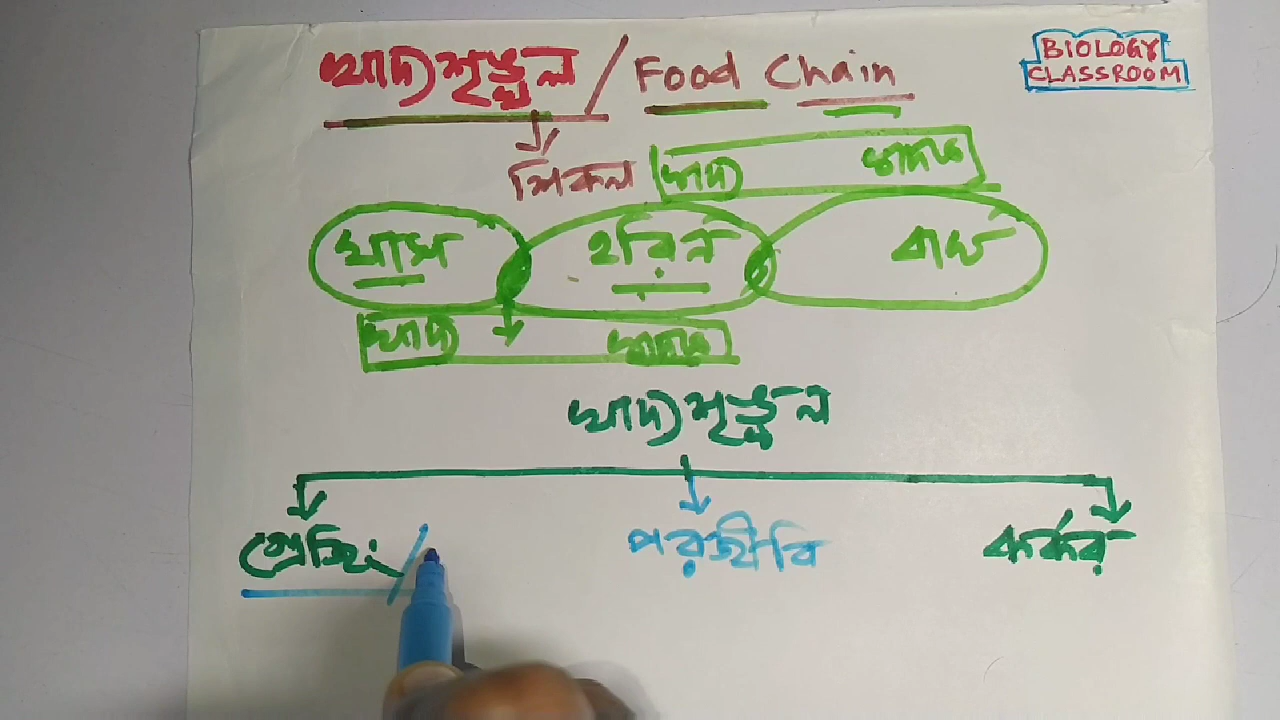 খাদ্যশৃঙ্খল / Food Chain
BIOLOGY
CLASSROOM
শিকল
খাদ্য খাদক
ঘাস হরিন বাঘ
খাদ্য খাদক
খাদ্যশৃঙ্খল
গ্রেজিং / পরজীবি কর্কর